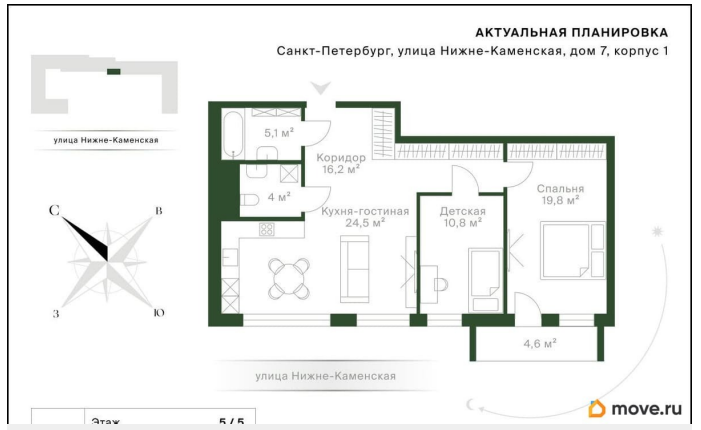 АКТУАЛЬНАЯ ПЛАНИРОВКА
Санкт-Петербург, улица Нижне-Каменская, дом 7, корпус 1
улица Нижне-Каменская
С
В
З
Ю
5,1 м²
Коридор
16,2 м²
4 м²
Кухня-гостиная
24,5 м²
Детская
10,8 м²
Спальня
19,8 м²
4,6 м²
улица Нижне-Каменская
Этаж 5/5
move.ru